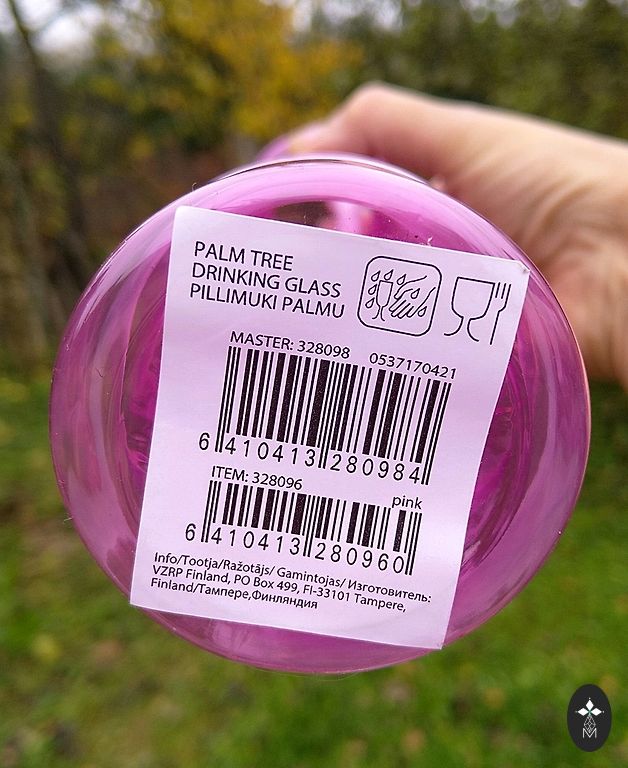 PALM TREE
DRINKING GLASS
PILLIMUKI PALMU
MASTER: 328098 0537170421
6 410413 280984
ITEM: 328096
pink
6 410413 280960
Info/Tootja/Ražotājs/ Gamintojas/ Изготовитель:
VZRP Finland, PO Box 499, FI-33101 Tampere,
Finland/Тампере,Финляндия
M